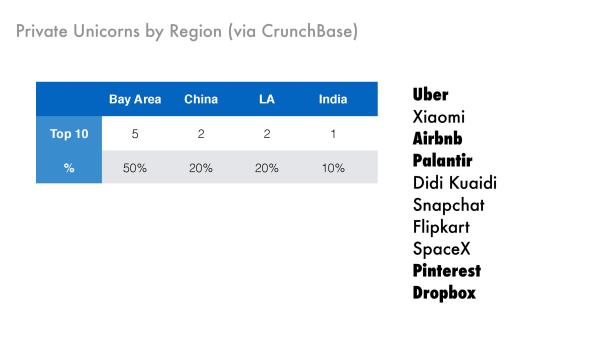 Private Unicorns by Region (via CrunchBase)
Bay Area China LA India
Top 10 5 2 2 1
% 50% 20% 20% 10%
Uber
Xiaomi
Airbnb
Palantir
Didi Kuaidi
Snapchat
Flipkart
SpaceX
Pinterest
Dropbox